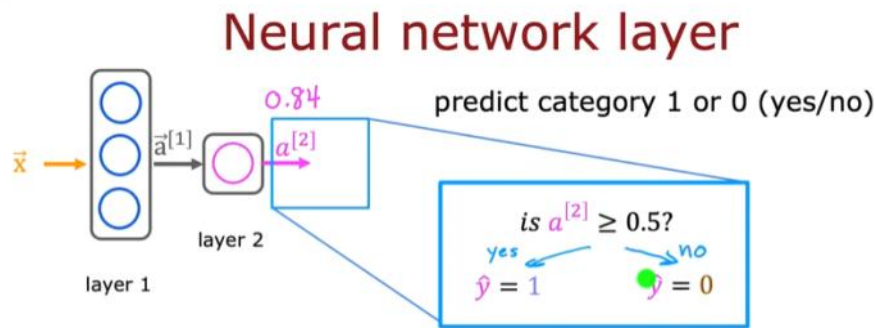 Neural network layer
0.84
predict category 1 or 0 (yes/no)
x⃗
a⃗[1]
a[2]
layer 2
layer 1
is a[2] ≥ 0.5?
yes
no
ŷ = 1
ŷ = 0